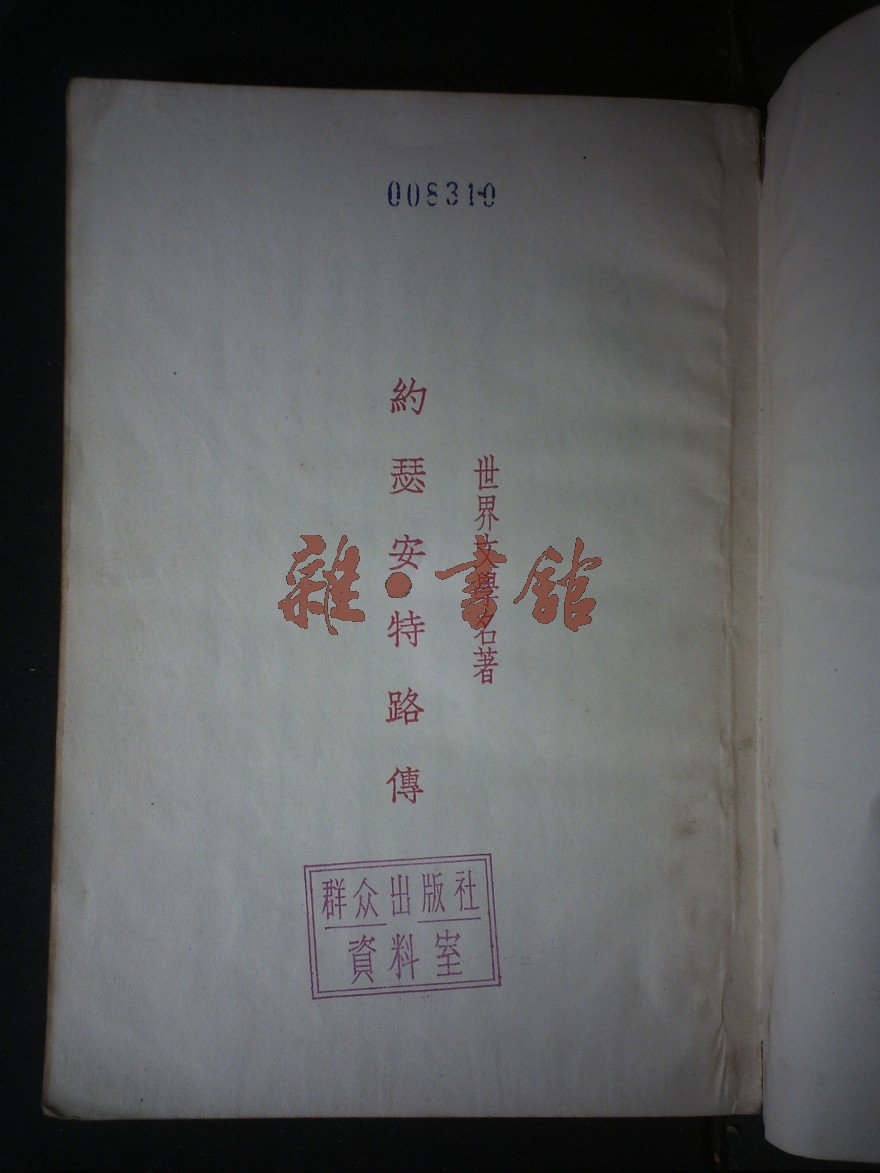 008310
世界文學名著
約瑟安特路傳
雜·書館
群众出版社
資料室